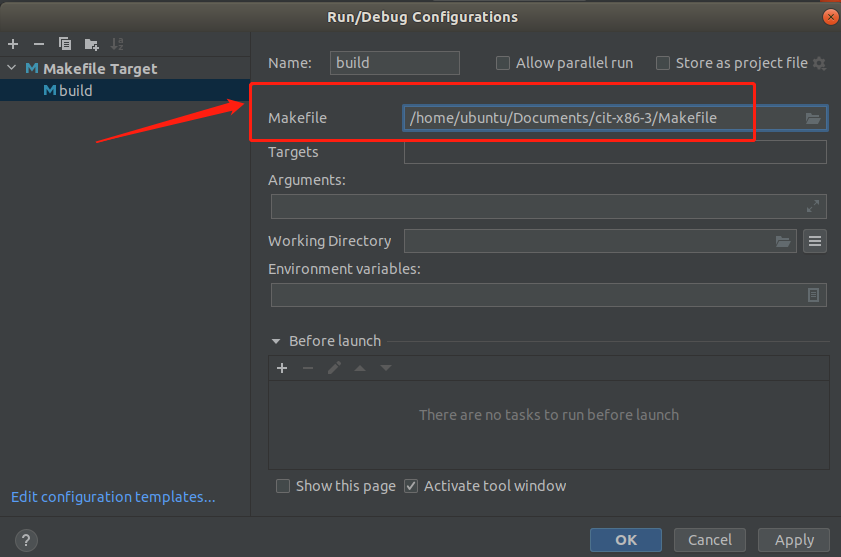 Run/Debug Configurations
Makefile Target
build
Name:
build
Allow parallel run
Store as project file
Makefile
/home/ubuntu/Documents/cit-x86-3/Makefile
Targets
Arguments:
Working Directory
Environment variables:
Before launch
There are no tasks to run before launch
Show this page
Activate tool window
Edit configuration templates...
?
OK
Cancel
Apply